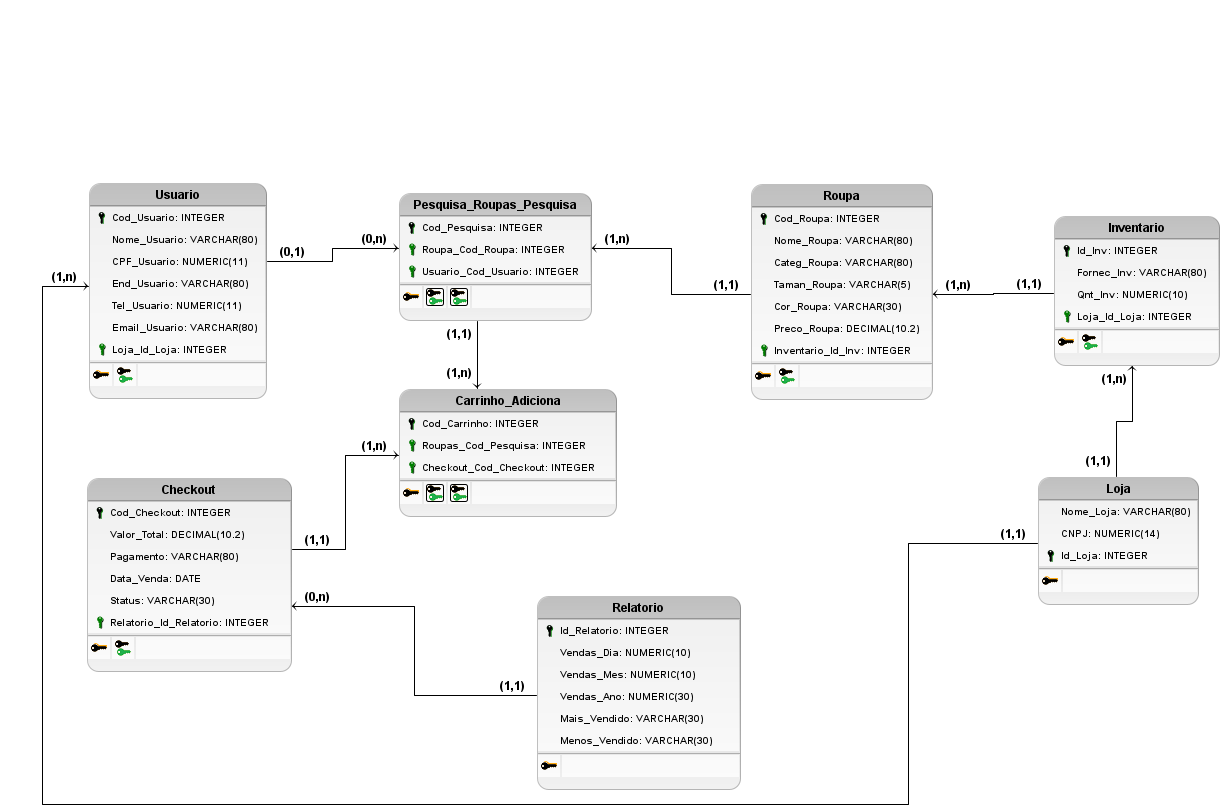 Usuario
Cod_Usuario: INTEGER
Nome_Usuario: VARCHAR(80)
CPF_Usuario: NUMERIC(11)
End_Usuario: VARCHAR(80)
Tel_Usuario: NUMERIC(11)
Email_Usuario: VARCHAR(80)
Loja_Id_Loja: INTEGER
(1,n)
(0,1)
(0,n)
Pesquisa_Roupas_Pesquisa
Cod_Pesquisa: INTEGER
Roupa_Cod_Roupa: INTEGER
Usuario_Cod_Usuario: INTEGER
(1,n)
(1,1)
Roupa
Cod_Roupa: INTEGER
Nome_Roupa: VARCHAR(80)
Categ_Roupa: VARCHAR(80)
Taman_Roupa: VARCHAR(5)
Cor_Roupa: VARCHAR(30)
Preco_Roupa: DECIMAL(10.2)
Inventario_Id_Inv: INTEGER
(1,n)
(1,1)
Inventario
Id_Inv: INTEGER
Fornec_Inv: VARCHAR(80)
Qnt_Inv: NUMERIC(10)
Loja_Id_Loja: INTEGER
(1,1)
(1,n)
Carrinho_Adiciona
Cod_Carrinho: INTEGER
Roupas_Cod_Pesquisa: INTEGER
Checkout_Cod_Checkout: INTEGER
(1,n)
(1,n)
(1,1)
Checkout
Cod_Checkout: INTEGER
Valor_Total: DECIMAL(10.2)
Pagamento: VARCHAR(80)
Data_Venda: DATE
Status: VARCHAR(30)
Relatorio_Id_Relatorio: INTEGER
(1,1)
(0,n)
(1,1)
Relatorio
Id_Relatorio: INTEGER
Vendas_Dia: NUMERIC(10)
Vendas_Mes: NUMERIC(10)
Vendas_Ano: NUMERIC(30)
Mais_Vendido: VARCHAR(30)
Menos_Vendido: VARCHAR(30)
(1,1)
Loja
Nome_Loja: VARCHAR(80)
CNPJ: NUMERIC(14)
Id_Loja: INTEGER